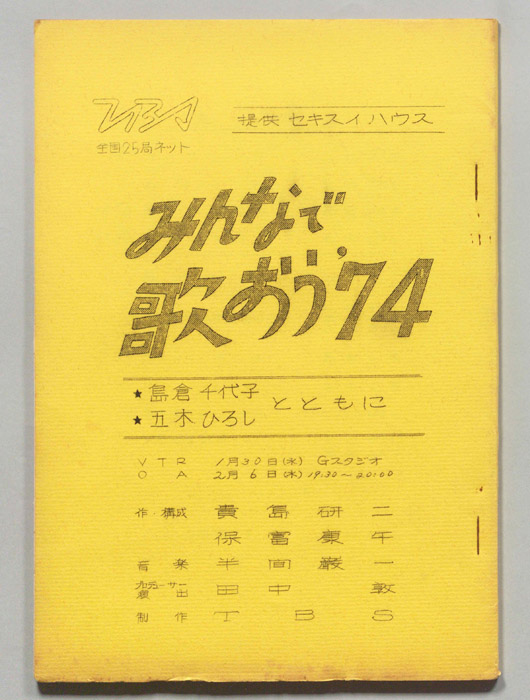 TBS
提供 セキスイハウス
全国25局ネット
みんなで
歌おう'74
★島倉千代子
★五木ひろし
とともに
VTR 1月30日(水) Gスタジオ
OA 2月6日(水) 19:30~20:00
作・構成 貴島研二
保富康午
音楽 半間巌一
プロデューサー
演出 田中敦
制作 TBS